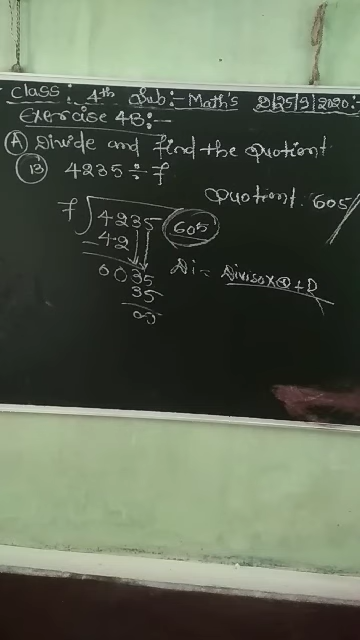 Class: 4th Sub:- Math's D/25/9/2020:-
Exercise 4B:-
(A) Divide and find the Quotient
13 4235 ÷ 7
Quotient: 605
7) 4235 (605
- 42
0035
35
00
Di = Divisor x Q + D